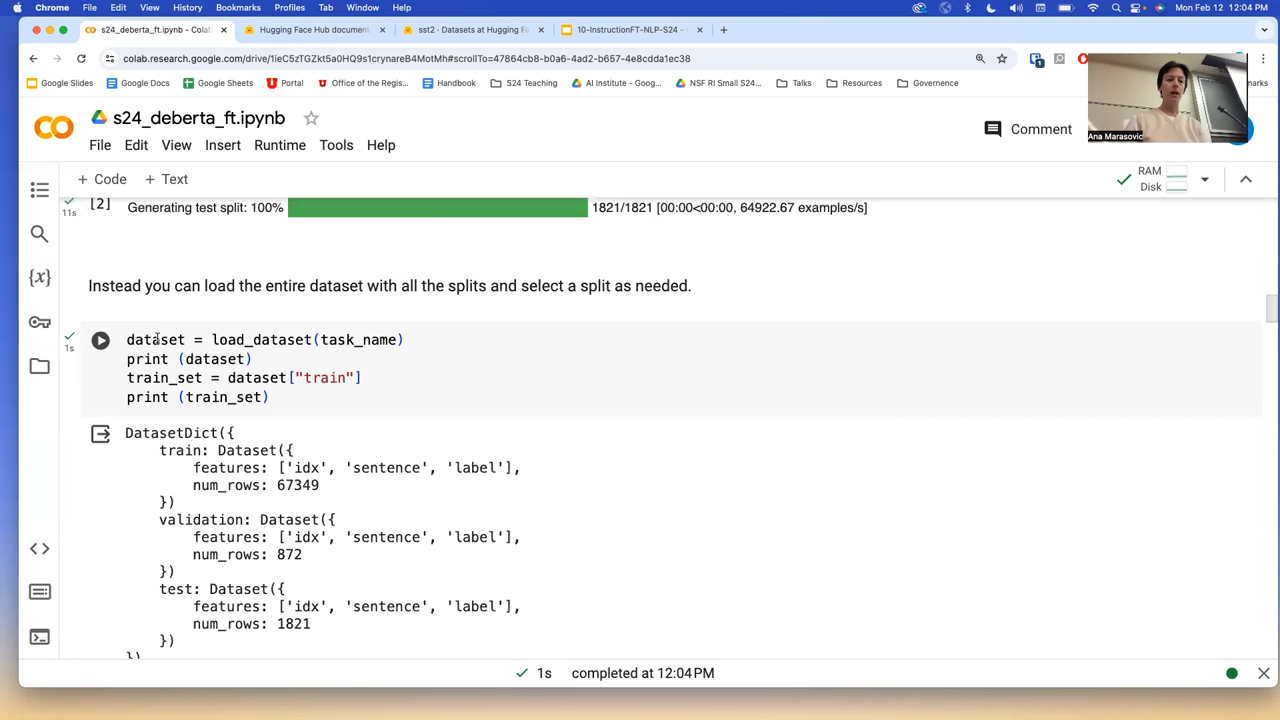 Chrome File Edit View History Bookmarks Profiles Tab Window Help Mon Feb 12 12:04 PM
s24_deberta_ft.ipynb - Colab Hugging Face Hub document sst2 · Datasets at Hugging Fa 10-InstructionFT-NLP-S24 -
colab.research.google.com/drive/1ieC5zTGZkt5a0HQ9s1crynareB4MotMh#scrollTo=47864cb8-b0a6-4ad2-b657-4e8cdda1ec38
Google Slides Google Docs Google Sheets Portal Office of the Regis... Handbook S24 Teaching AI Institute - Goog... NSF RI Small S24... Talks Resources Governence
s24_deberta_ft.ipynb
Comment
Ana Marasovic
File Edit View Insert Runtime Tools Help
+ Code + Text
RAM
Disk
[2] Generating test split: 100% 1821/1821 [00:00<00:00, 64922.67 examples/s]
11s
Instead you can load the entire dataset with all the splits and select a split as needed.
dataset = load_dataset(task_name)
1s
print (dataset)
train_set = dataset["train"]
print (train_set)
DatasetDict({
train: Dataset({
features: ['idx', 'sentence', 'label'],
num_rows: 67349
})
validation: Dataset({
features: ['idx', 'sentence', 'label'],
num_rows: 872
})
test: Dataset({
features: ['idx', 'sentence', 'label'],
num_rows: 1821
})
})
1s completed at 12:04 PM